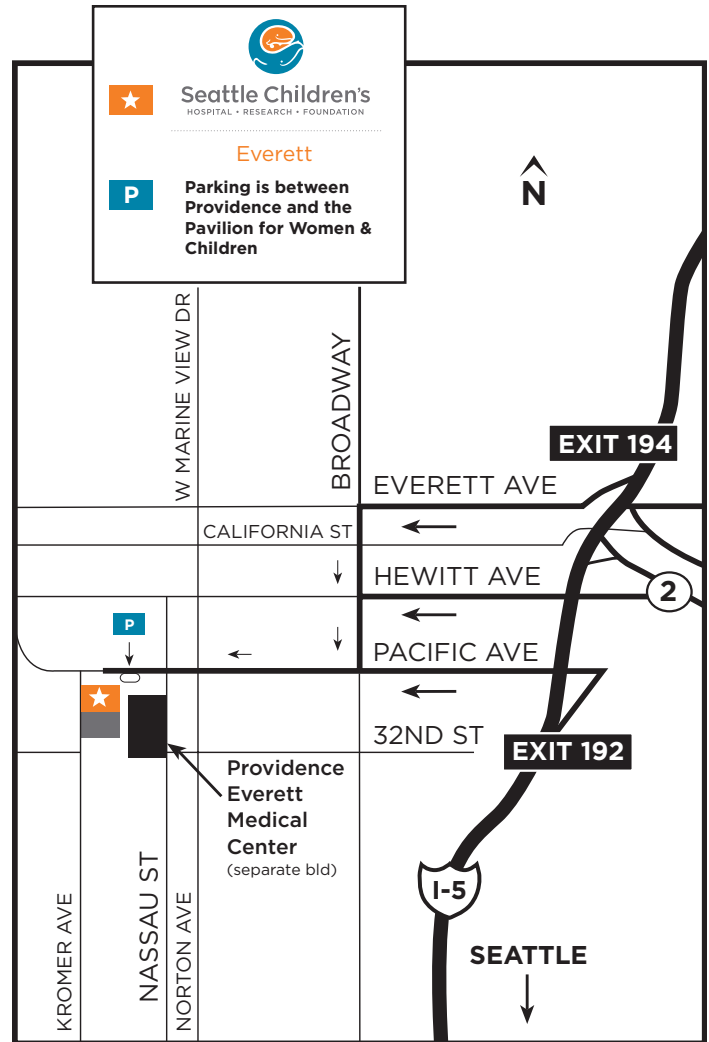 Seattle Children's
HOSPITAL • RESEARCH • FOUNDATION
Everett
P
Parking is between
Providence and the
Pavilion for Women &
Children
N
W MARINE VIEW DR
BROADWAY
EXIT 194
EVERETT AVE
CALIFORNIA ST
HEWITT AVE
2
P
PACIFIC AVE
32ND ST
EXIT 192
Providence
Everett
Medical
Center
(separate bld)
I-5
KROMER AVE
NASSAU ST
NORTON AVE
SEATTLE